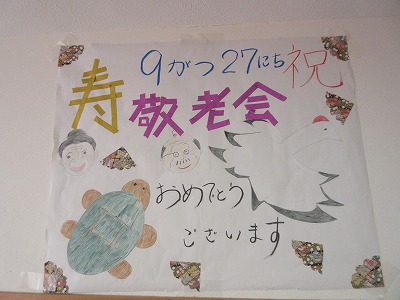 9がつ27にち 祝
寿 敬老会
おめでとう
ございます